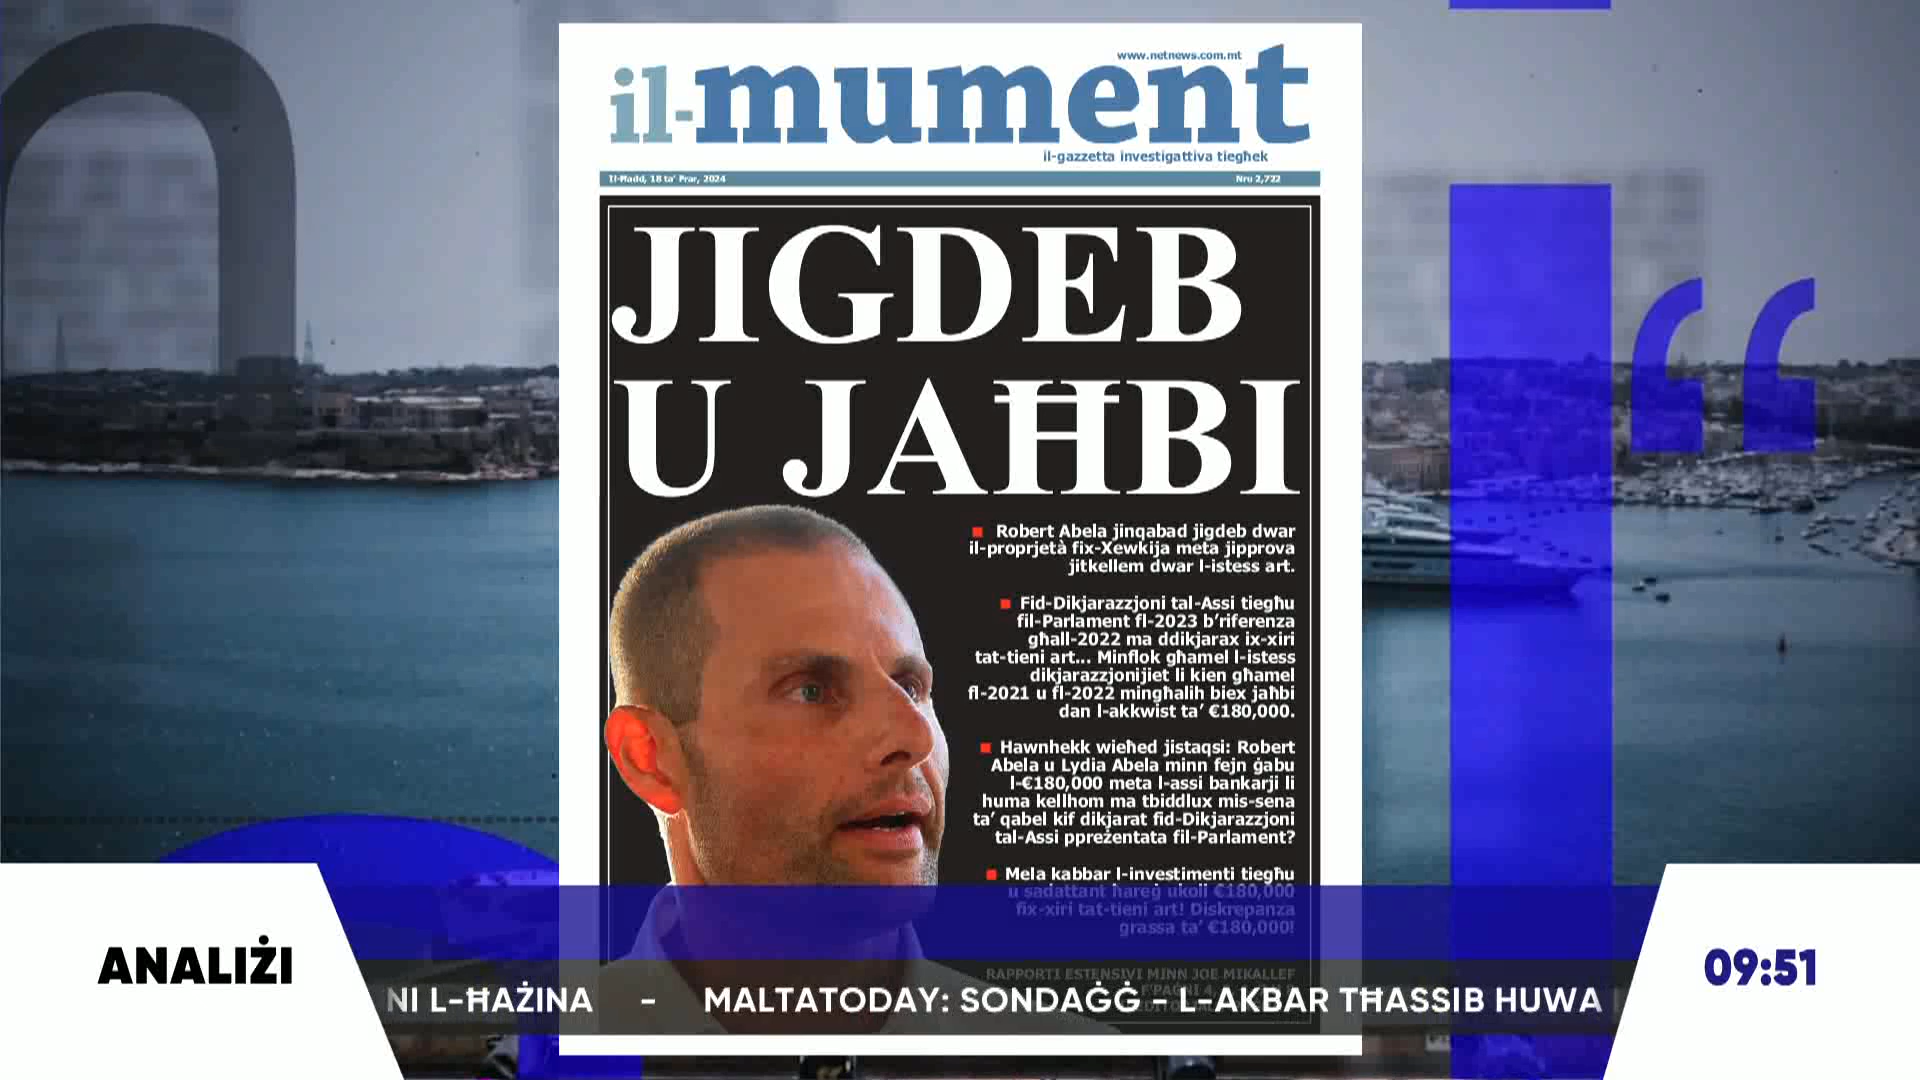 www.netnews.com.mt
il-mument
il-gazzetta investigattiva tiegħek
Il-Ħadd, 18 ta' Frar, 2024
Nru 2,722
JIGDEB
U JAĦBI
Robert Abela jinqabad jigdeb dwar
il-proprjetà fix-Xewkija meta jipprova
jitkellem dwar l-istess art.
Fid-Dikjarazzjoni tal-Assi tiegħu
fil-Parlament fl-2023 b'riferenza
għall-2022 ma ddikjarax ix-xiri
tat-tieni art... Minflok għamel l-istess
dikjarazzjonijiet li kien għamel
fl-2021 u fl-2022 mingħalih biex jaħbi
dan l-akkwist ta' €180,000.
Hawnhekk wieħed jistaqsi: Robert
Abela u Lydia Abela minn fejn ġabu
l-€180,000 meta l-assi bankarji li
huma kellhom ma tbiddlux mis-sena
ta' qabel kif dikjarat fid-Dikjarazzjoni
tal-Assi ppreżentata fil-Parlament?
Mela kabbar l-investimenti tiegħu
u sadattant ħareġ ukoll €180,000
fix-xiri tat-tieni art! Diskrepanza
grassa ta' €180,000!
RAPPORTI ESTENSIVI MINN JOE MIKALLEF
F'PAĠNI 4,
ANALIŻI
NI L-ĦAŻINA - MALTATODAY: SONDAĠĠ - L-AKBAR TĦASSIB HUWA
09:51